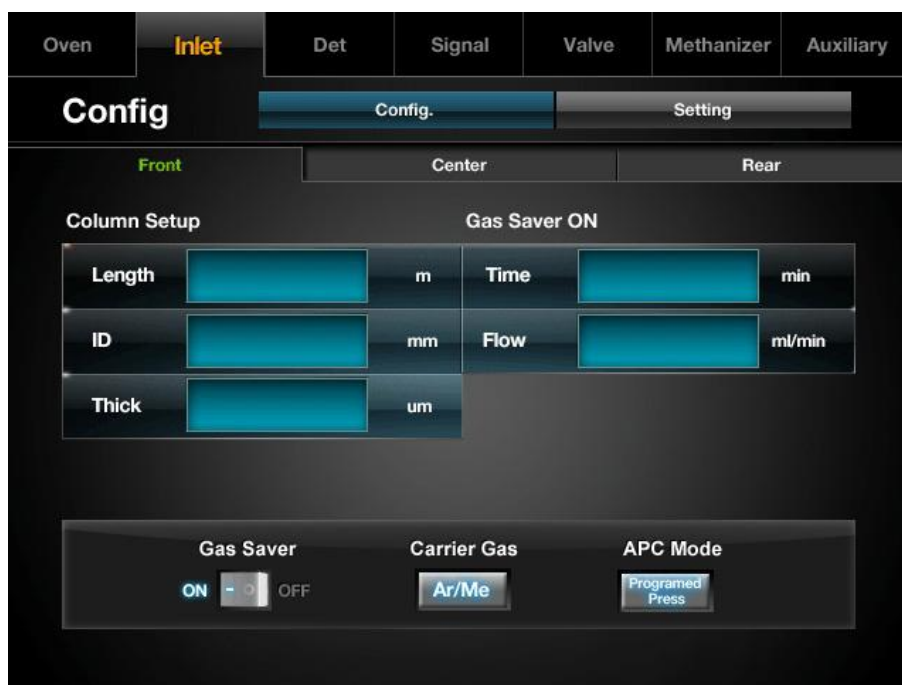 Oven Inlet Det Signal Valve Methanizer Auxiliary
Config Config. Setting
Front Center Rear
Column Setup Gas Saver ON
Length m Time min
ID mm Flow ml/min
Thick um
Gas Saver Carrier Gas APC Mode
ON OFF Ar/Me Programed
Press